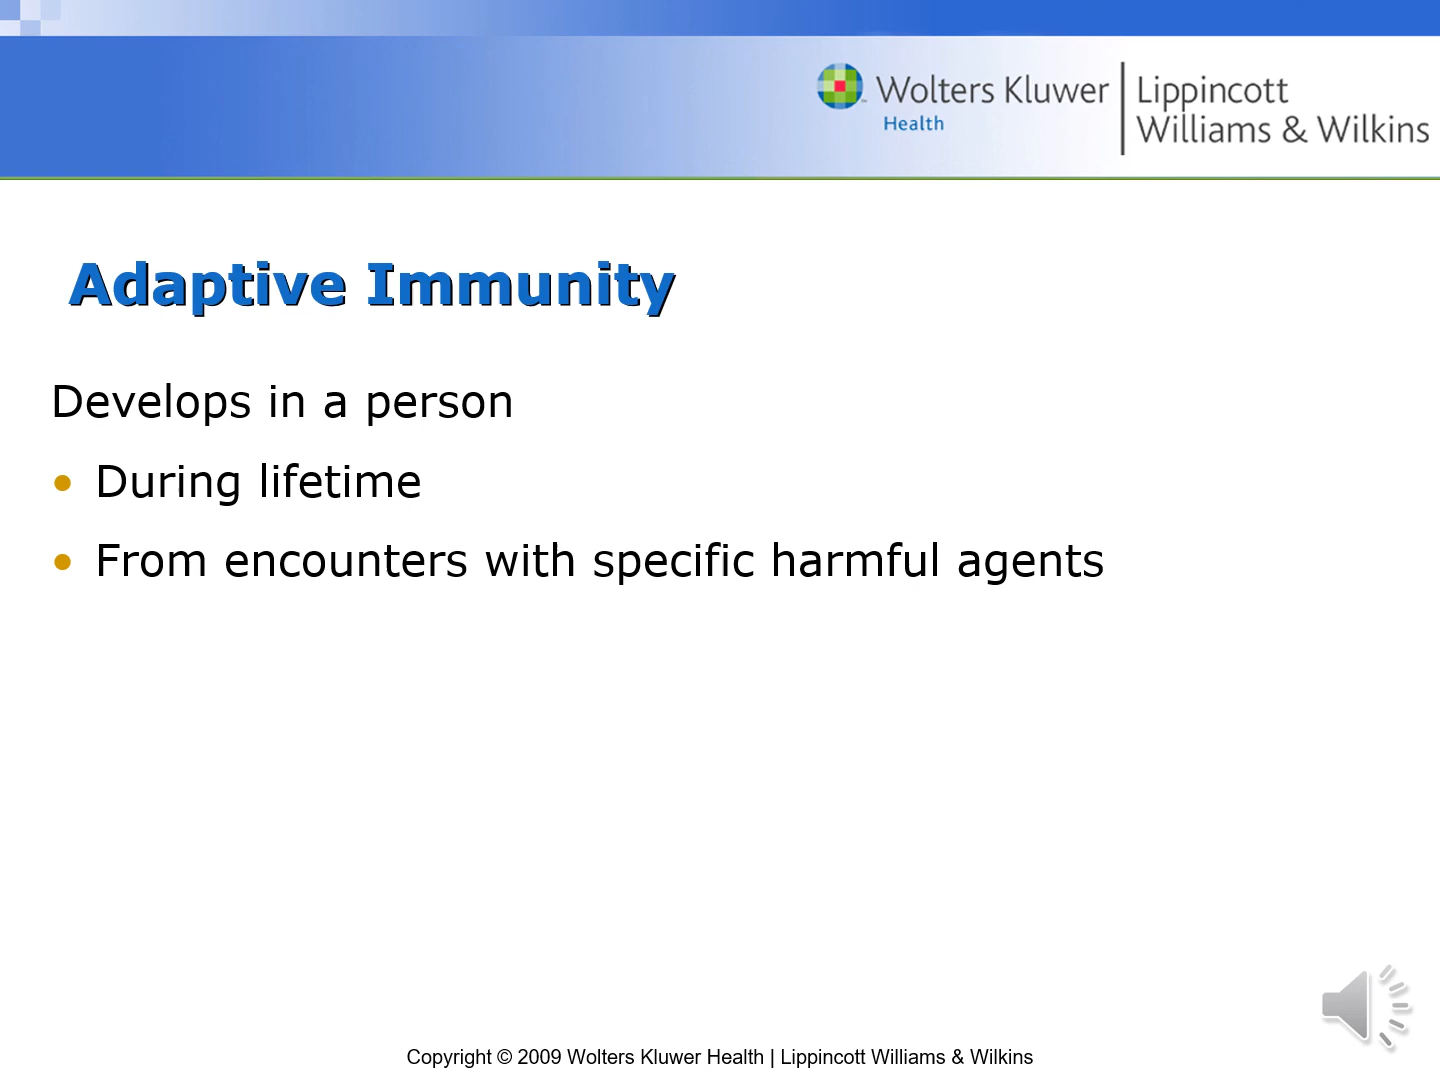 Wolters Kluwer
Health
Lippincott
Williams & Wilkins
Adaptive Immunity
Develops in a person
• During lifetime
• From encounters with specific harmful agents
Copyright © 2009 Wolters Kluwer Health | Lippincott Williams & Wilkins